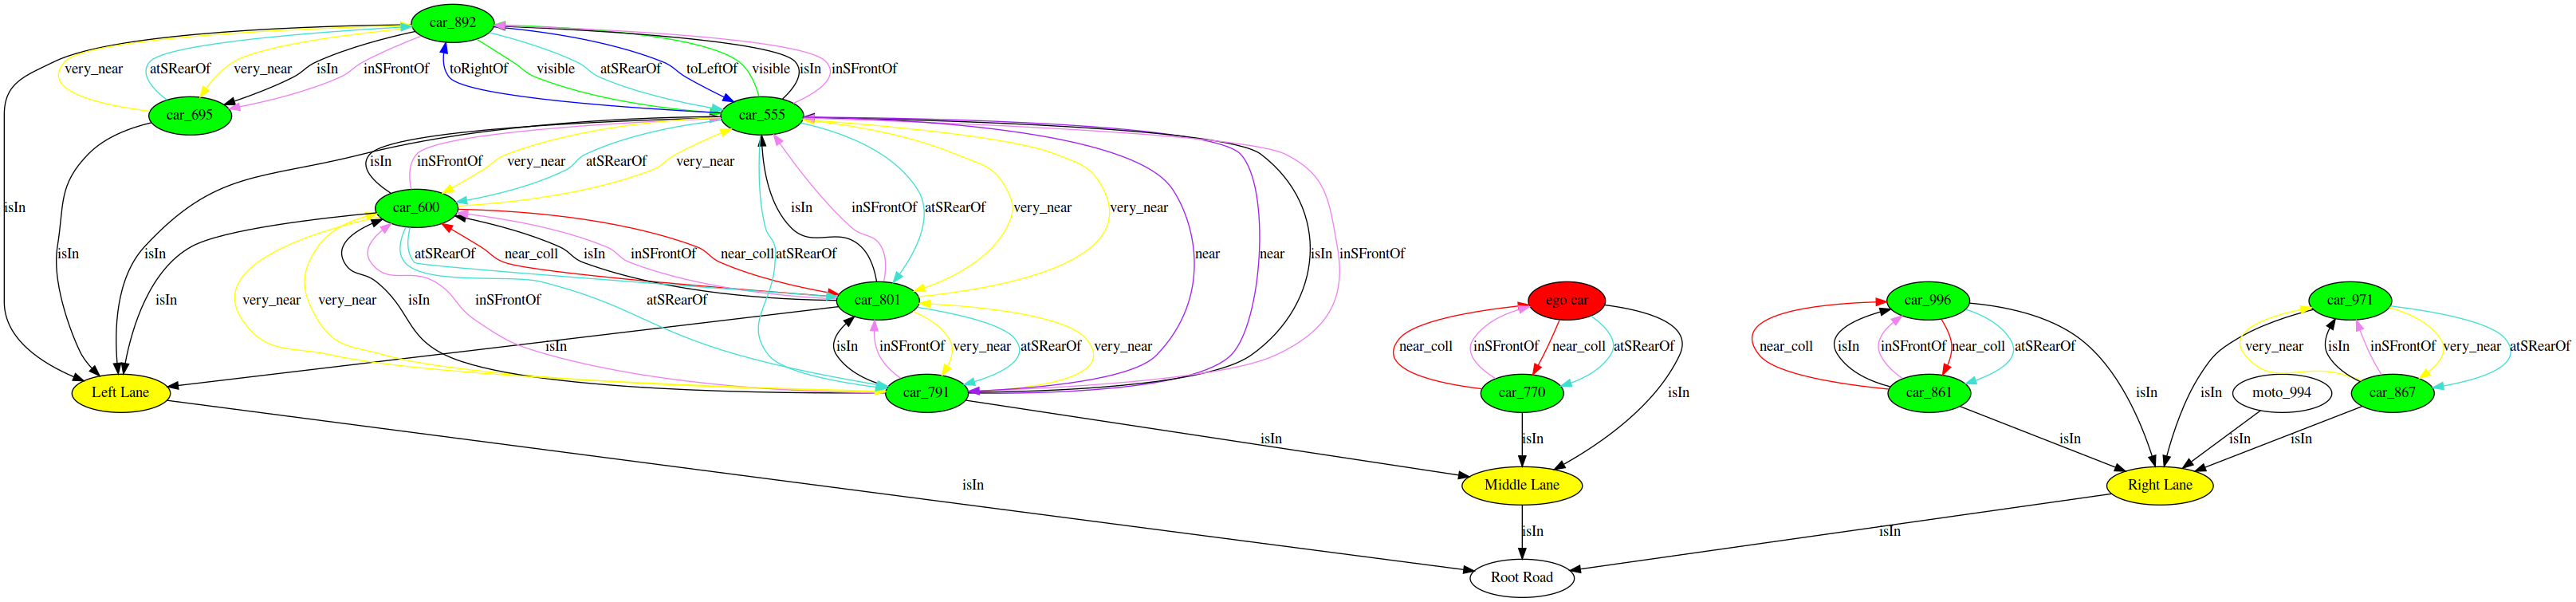 car_892
very_near
atSRearOf
very_near
isIn
inSFrontOf
toRightOf
visible
atSRearOf
toLeftOf
visible
isIn
inSFrontOf
car_695
car_555
isIn
inSFrontOf
very_near
atSRearOf
very_near
isIn
car_600
isIn
inSFrontOf
atSRearOf
very_near
very_near
isIn
isIn
atSRearOf
near_coll
isIn
inSFrontOf
near_coll
atSRearOf
near
near
isIn
inSFrontOf
isIn
very_near
very_near
isIn
inSFrontOf
atSRearOf
car_801
ego car
car_996
car_971
isIn
isIn
inSFrontOf
very_near
atSRearOf
very_near
near_coll
inSFrontOf
near_coll
atSRearOf
near_coll
isIn
inSFrontOf
near_coll
atSRearOf
very_near
isIn
inSFrontOf
very_near
atSRearOf
Left Lane
car_791
car_770
isIn
car_861
isIn
isIn
moto_994
car_867
isIn
isIn
isIn
isIn
isIn
isIn
Middle Lane
Right Lane
isIn
isIn
Root Road